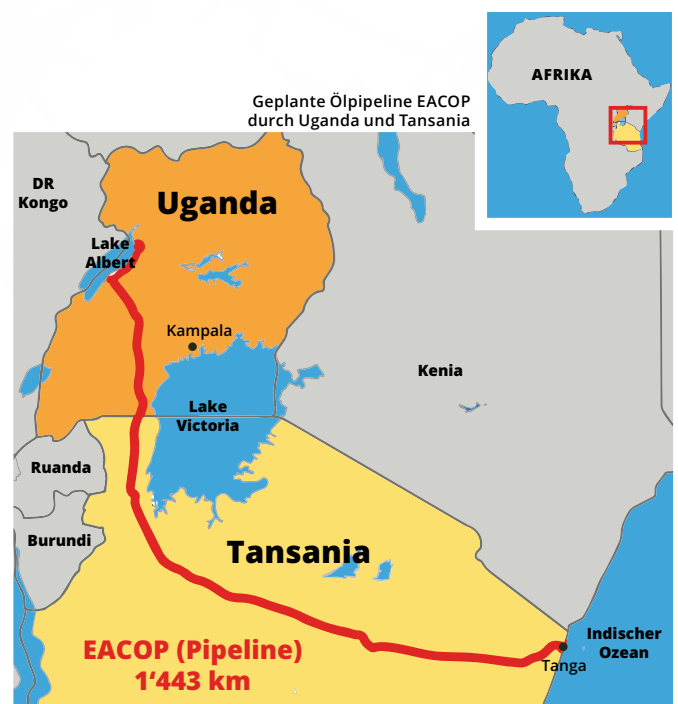 AFRIKA
Geplante Ölpipeline EACOP
durch Uganda und Tansania
DR
Kongo
Uganda
Lake
Albert
Kampala
Kenia
Lake
Victoria
Ruanda
Burundi
Tansania
Indischer
Ozean
EACOP (Pipeline)
1‘443 km
Tanga